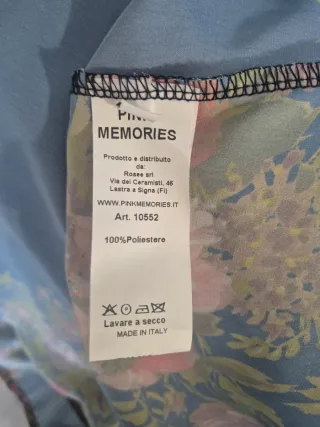 PINK
MEMORIES
Prodotto e distribuito
da:
Roses srl
Via dei Ceramisti, 46
Lastra a Signa (Fi)
WWW.PINKMEMORIES.IT
Art. 10552
100%Poliestere
Lavare a secco
MADE IN ITALY